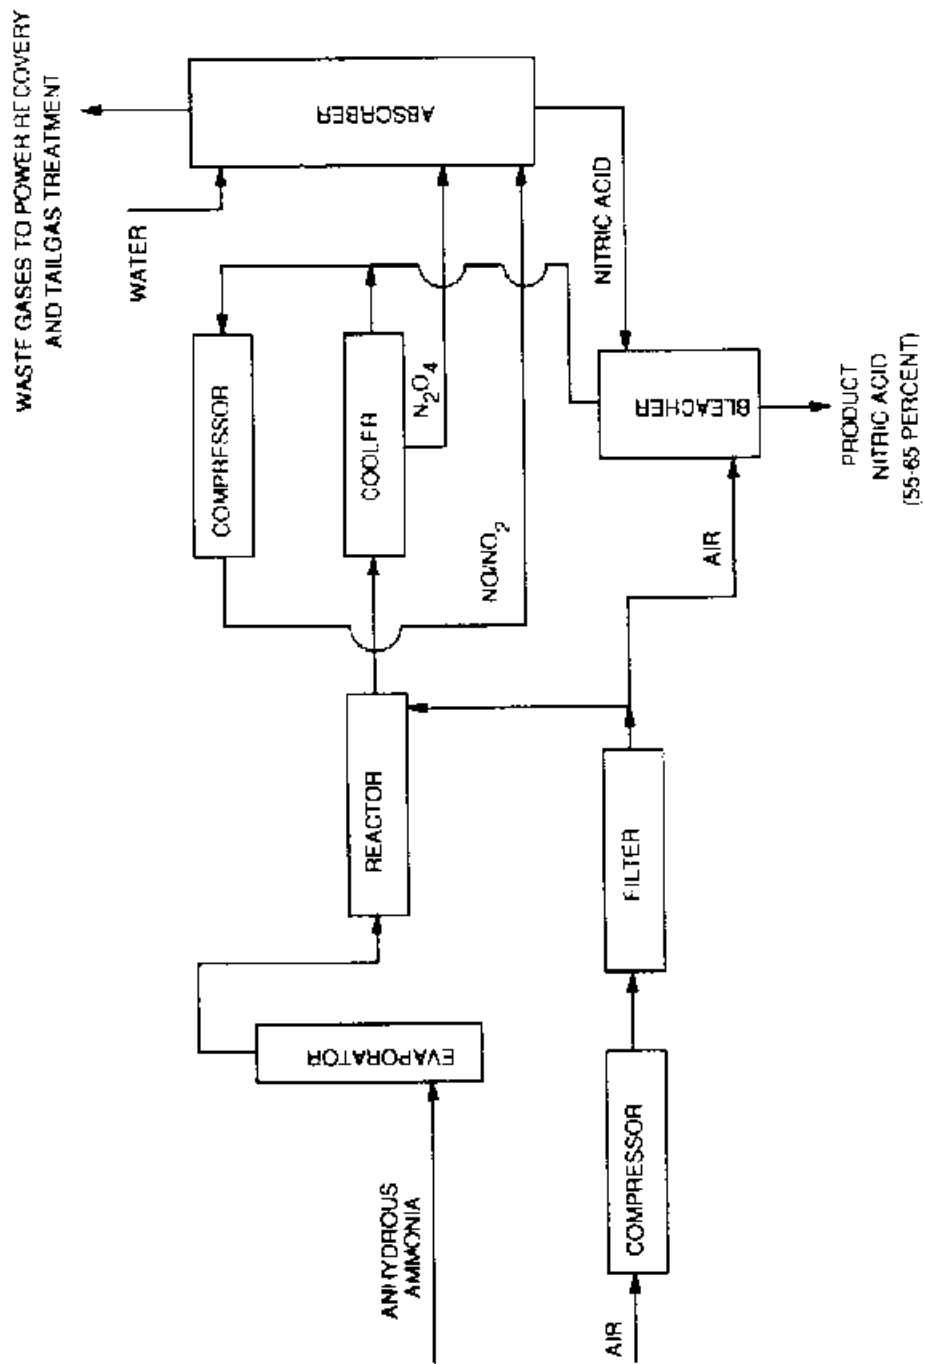 WASTE GASES TO POWER RECOVERY
AND TAILGAS TREATMENT
WATER
ABSORBER
COMPRESSOR
COOLER
N2O4
NO/NO2
NITRIC ACID
BLEACHER
PRODUCT
NITRIC ACID
(55-65 PERCENT)
AIR
REACTOR
FILTER
EVAPORATOR
COMPRESSOR
ANHYDROUS
AMMONIA
AIR